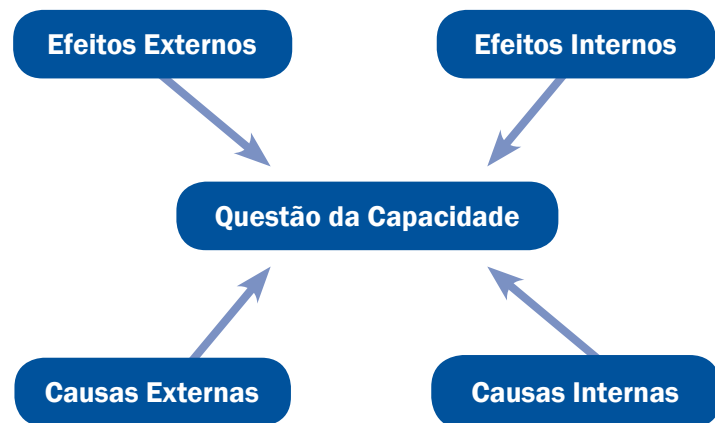 Efeitos Externos
Efeitos Internos
Questão da Capacidade
Causas Externas
Causas Internas